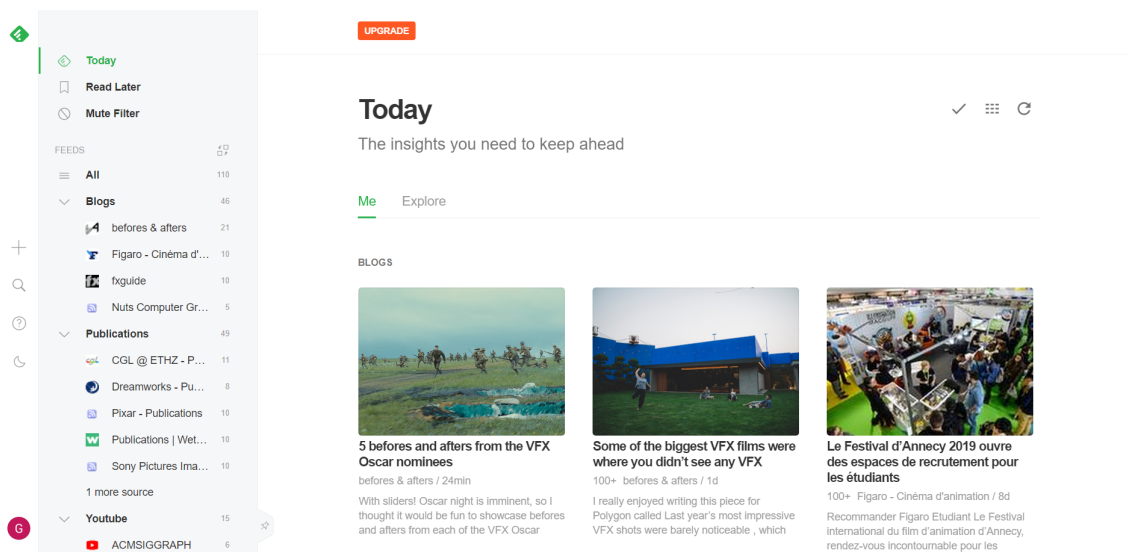 UPGRADE
Today
Read Later
Mute Filter
FEEDS
All 110
Blogs 46
befores & afters 21
Figaro - Cinéma d'... 10
fxguide 10
Nuts Computer Gr... 5
Publications 49
CGL @ ETHZ - P... 11
Dreamworks - Pu... 8
Pixar - Publications 10
Publications | Wet... 10
Sony Pictures Ima... 10
1 more source
Youtube 15
ACMSIGGRAPH 6
G
Today
The insights you need to keep ahead
Me Explore
BLOGS
5 befores and afters from the VFX
Oscar nominees
befores & afters / 24min
With sliders! Oscar night is imminent, so I
thought it would be fun to showcase befores
and afters from each of the VFX Oscar
Some of the biggest VFX films were
where you didn't see any VFX
100+ befores & afters / 1d
I really enjoyed writing this piece for
Polygon called Last year's most impressive
VFX shots were barely noticeable , which
Le Festival d'Annecy 2019 ouvre
des espaces de recrutement pour
les étudiants
100+ Figaro - Cinéma d'animation / 8d
Recommander Figaro Etudiant Le Festival
international du film d'animation d'Annecy,
rendez-vous incontournable pour les